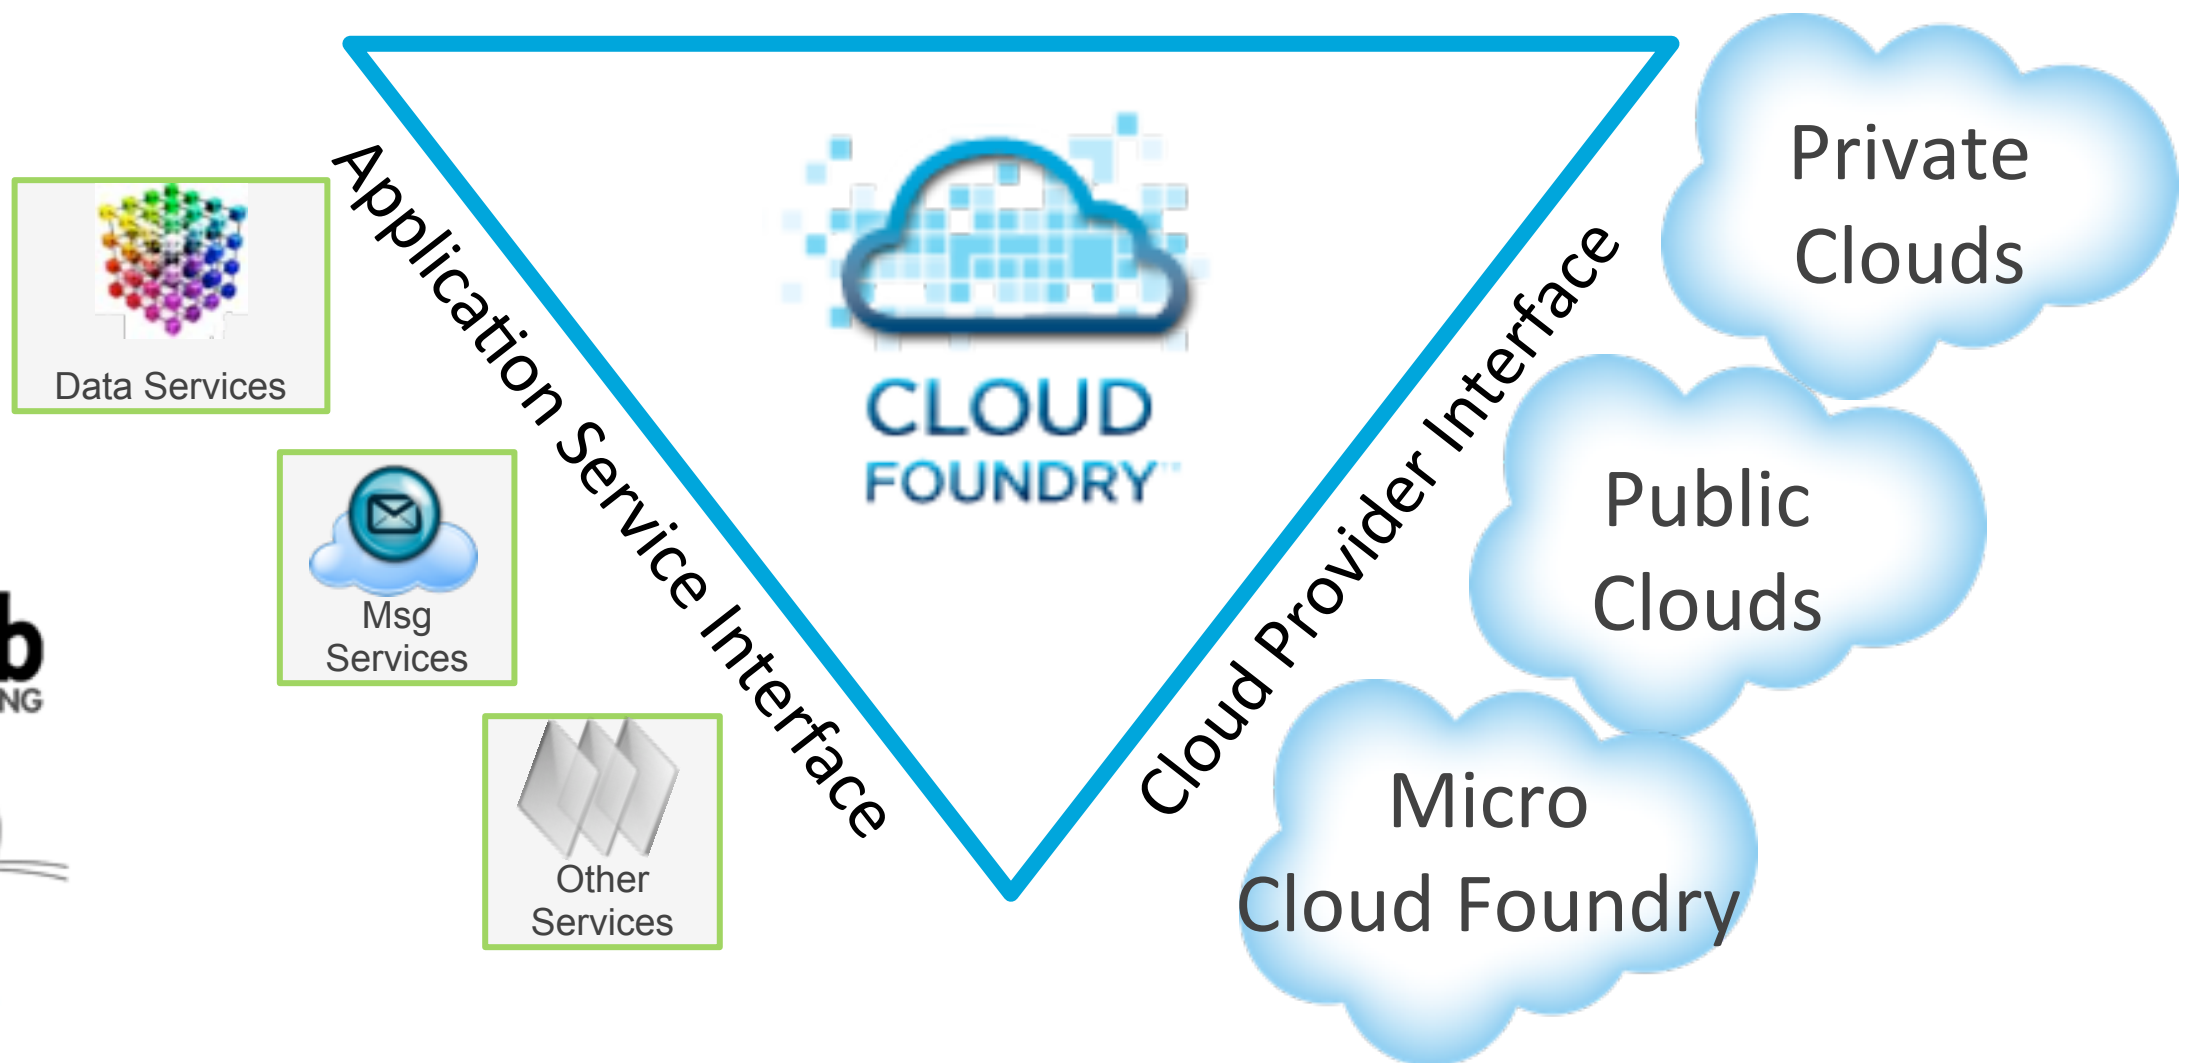 Data Services
Msg
Services
Other
Services
Application Service Interface
CLOUD
FOUNDRY™
Cloud Provider Interface
Private
Clouds
Public
Clouds
Micro
Cloud Foundry